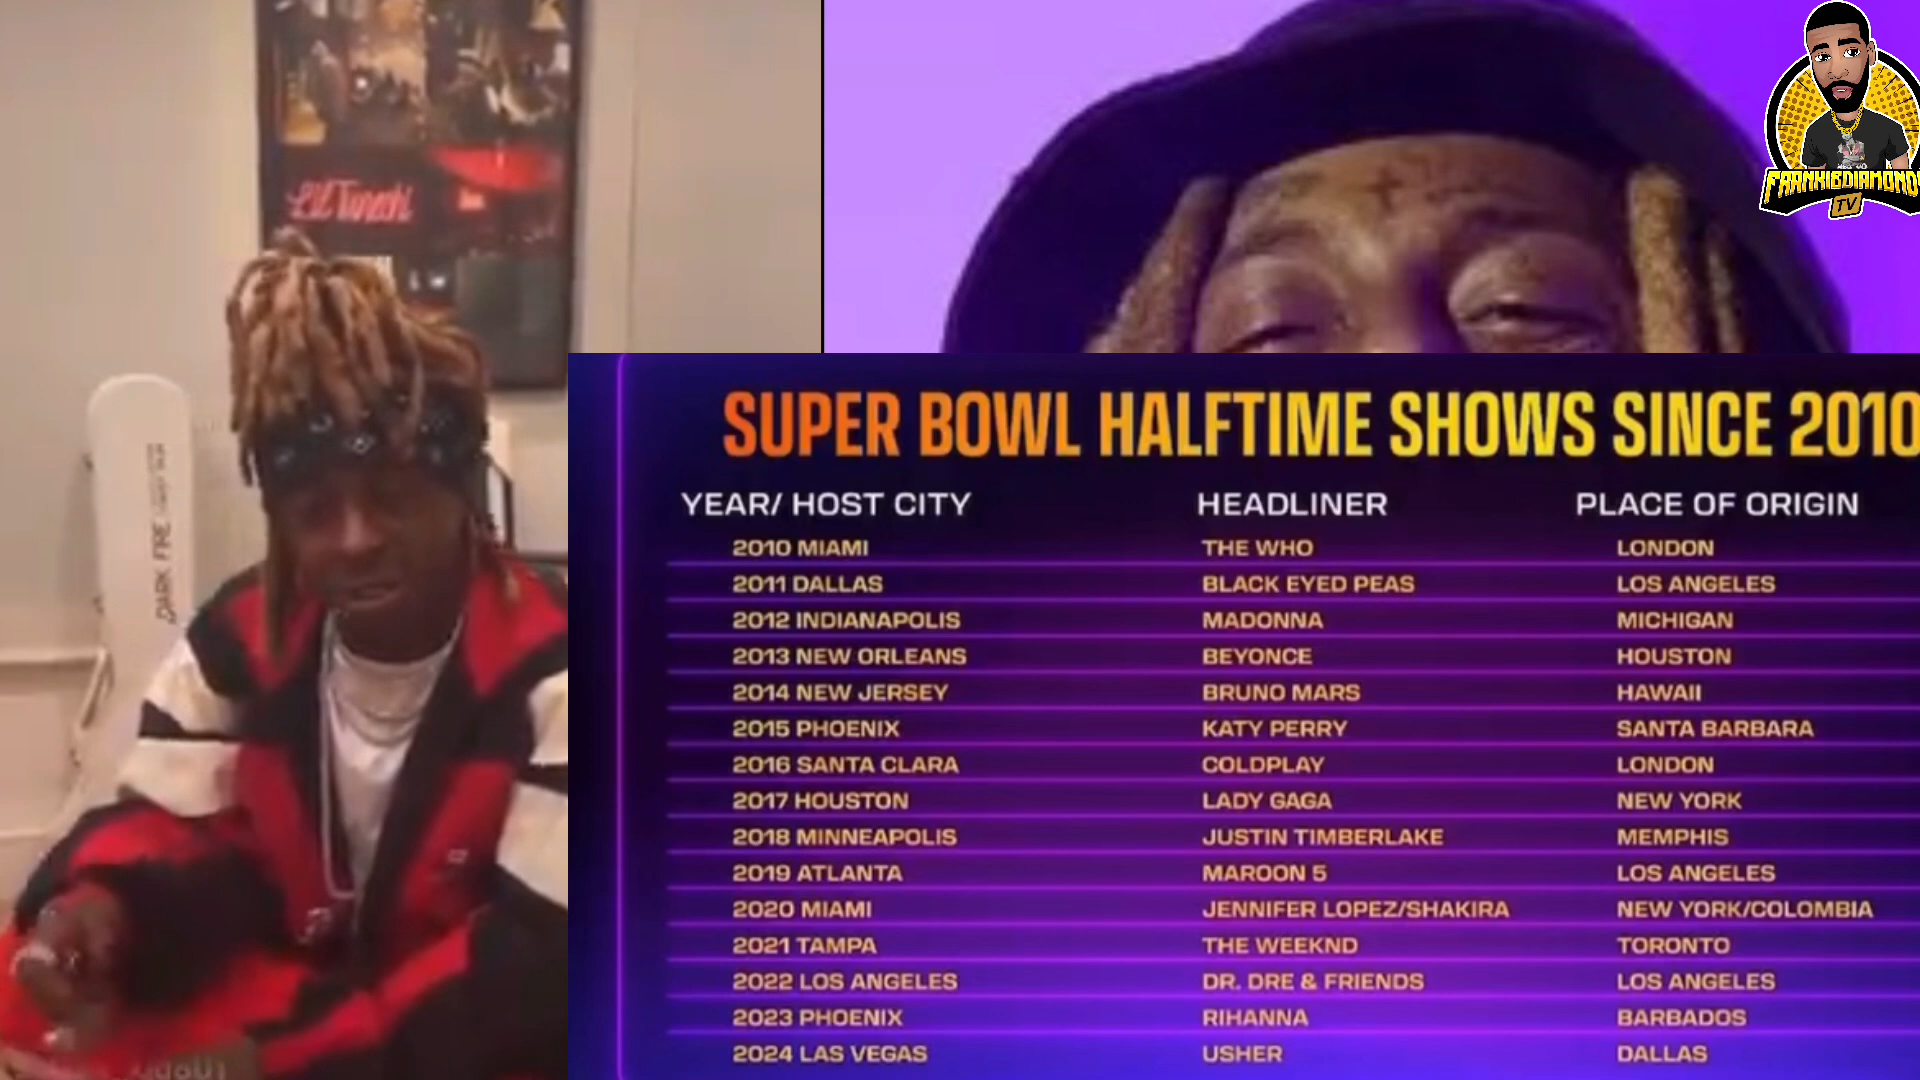 Lil Tunechi
DARK FIRE
FRANKIEDIAMOND
TV
SUPER BOWL HALFTIME SHOWS SINCE 2010
YEAR/ HOST CITY HEADLINER PLACE OF ORIGIN
2010 MIAMI THE WHO LONDON
2011 DALLAS BLACK EYED PEAS LOS ANGELES
2012 INDIANAPOLIS MADONNA MICHIGAN
2013 NEW ORLEANS BEYONCE HOUSTON
2014 NEW JERSEY BRUNO MARS HAWAII
2015 PHOENIX KATY PERRY SANTA BARBARA
2016 SANTA CLARA COLDPLAY LONDON
2017 HOUSTON LADY GAGA NEW YORK
2018 MINNEAPOLIS JUSTIN TIMBERLAKE MEMPHIS
2019 ATLANTA MAROON 5 LOS ANGELES
2020 MIAMI JENNIFER LOPEZ/SHAKIRA NEW YORK/COLOMBIA
2021 TAMPA THE WEEKND TORONTO
2022 LOS ANGELES DR. DRE & FRIENDS LOS ANGELES
2023 PHOENIX RIHANNA BARBADOS
2024 LAS VEGAS USHER DALLAS